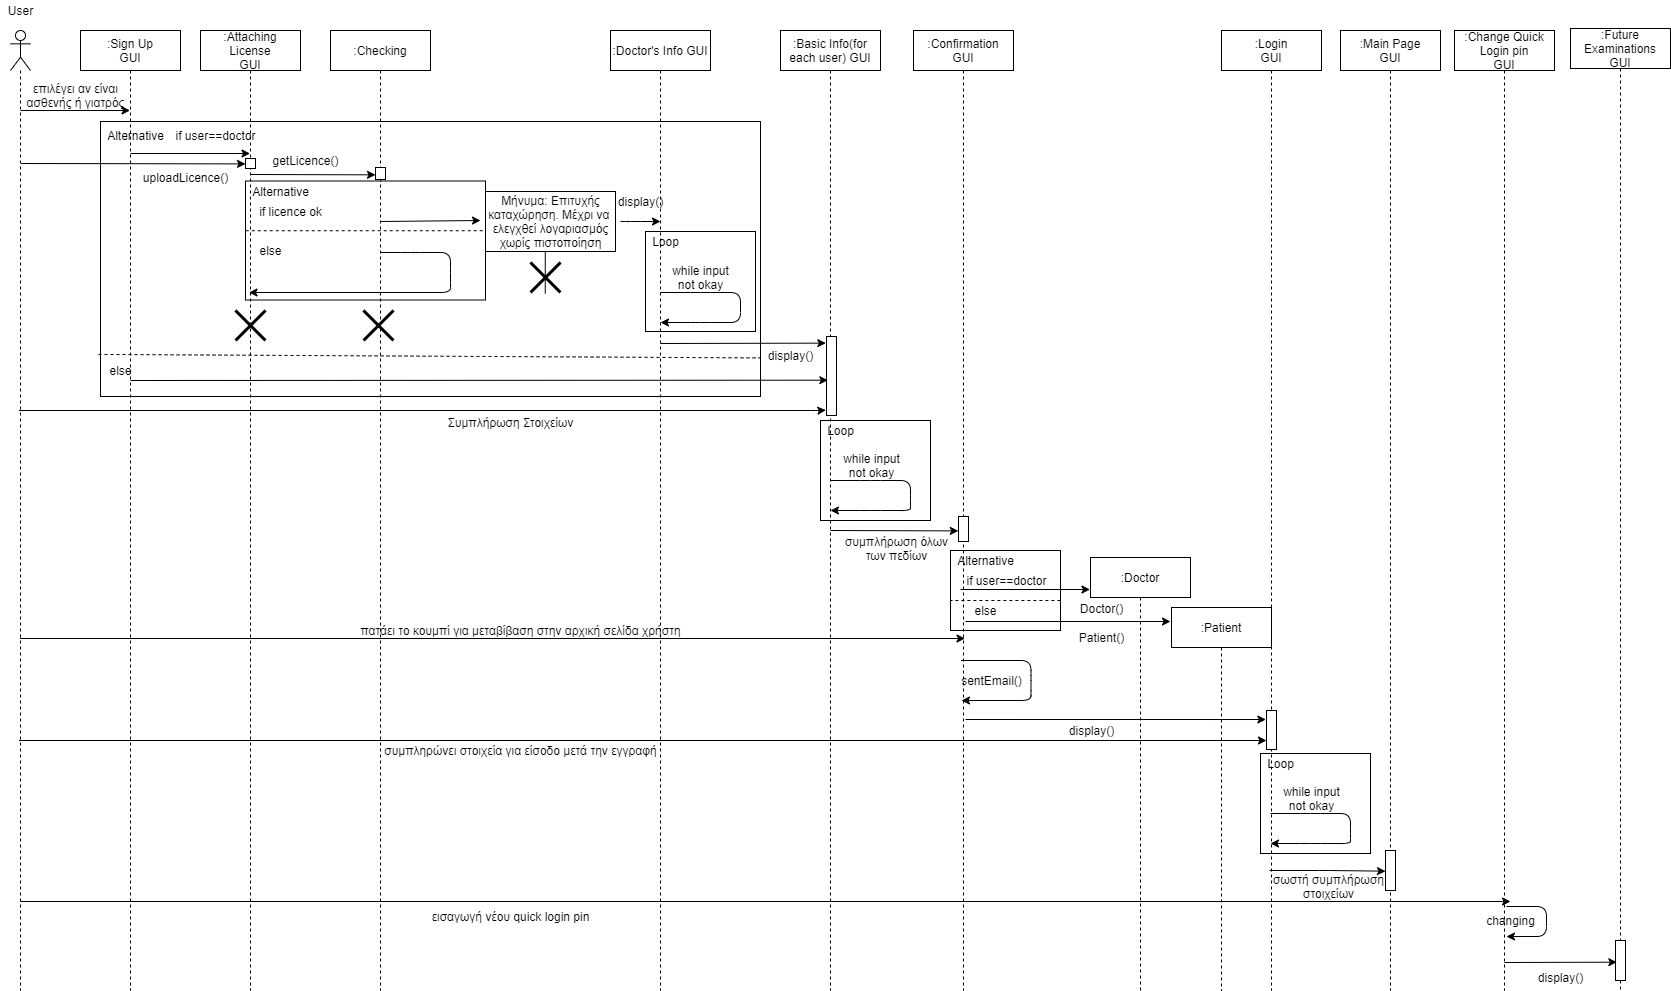 User
:Sign Up
GUI
:Attaching
License
GUI
:Checking
:Doctor's Info GUI
:Basic Info(for
each user) GUI
:Confirmation
GUI
:Login
GUI
:Main Page
GUI
:Change Quick
Login pin
GUI
:Future
Examinations
GUI
επιλέγει αν είναι
ασθενής ή γιατρός
Alternative if user==doctor
getLicence()
uploadLicence()
Alternative
if licence ok
else
Μήνυμα: Επιτυχής
καταχώρηση. Μέχρι να
ελεγχθεί λογαριασμός
χωρίς πιστοποίηση
display()
Loop
while input
not okay
display()
else
Συμπλήρωση Στοιχείων
Loop
while input
not okay
συμπλήρωση όλων
των πεδίων
Alternative
if user==doctor
else
:Doctor
Doctor()
:Patient
Patient()
πατάει το κουμπί για μεταβίβαση στην αρχική σελίδα χρήστη
sentEmail()
display()
συμπληρώνει στοιχεία για είσοδο μετά την εγγραφή
Loop
while input
not okay
σωστή συμπλήρωση
στοιχείων
εισαγωγή νέου quick login pin
changing
display()